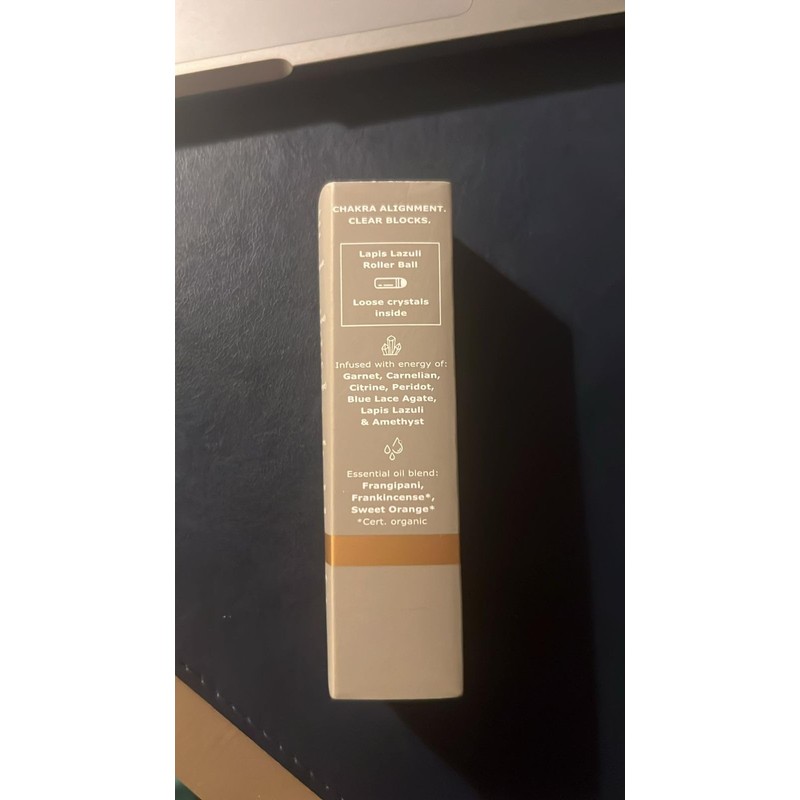 CHAKRA ALIGNMENT.
CLEAR BLOCKS.
Lapis Lazuli
Roller Ball
Loose crystals
inside
Infused with energy of:
Garnet, Carnelian,
Citrine, Peridot,
Blue Lace Agate,
Lapis Lazuli
& Amethyst
Essential oil blend:
Frangipani,
Frankincense*,
Sweet Orange*
*Cert. organic